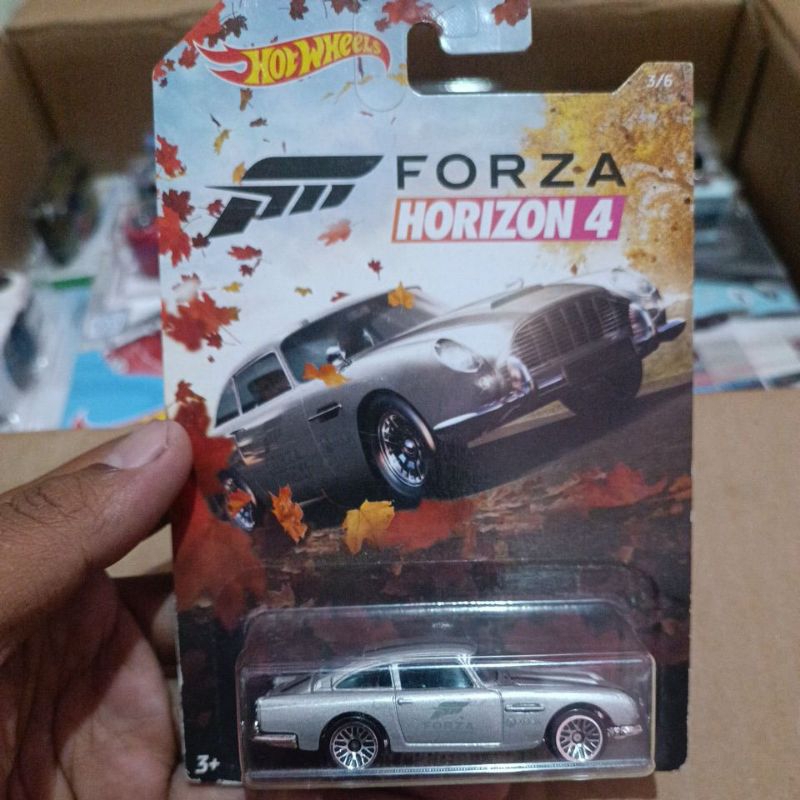 HOT WHEELS
3/6
FORZA
HORIZON 4
FORZA
3+